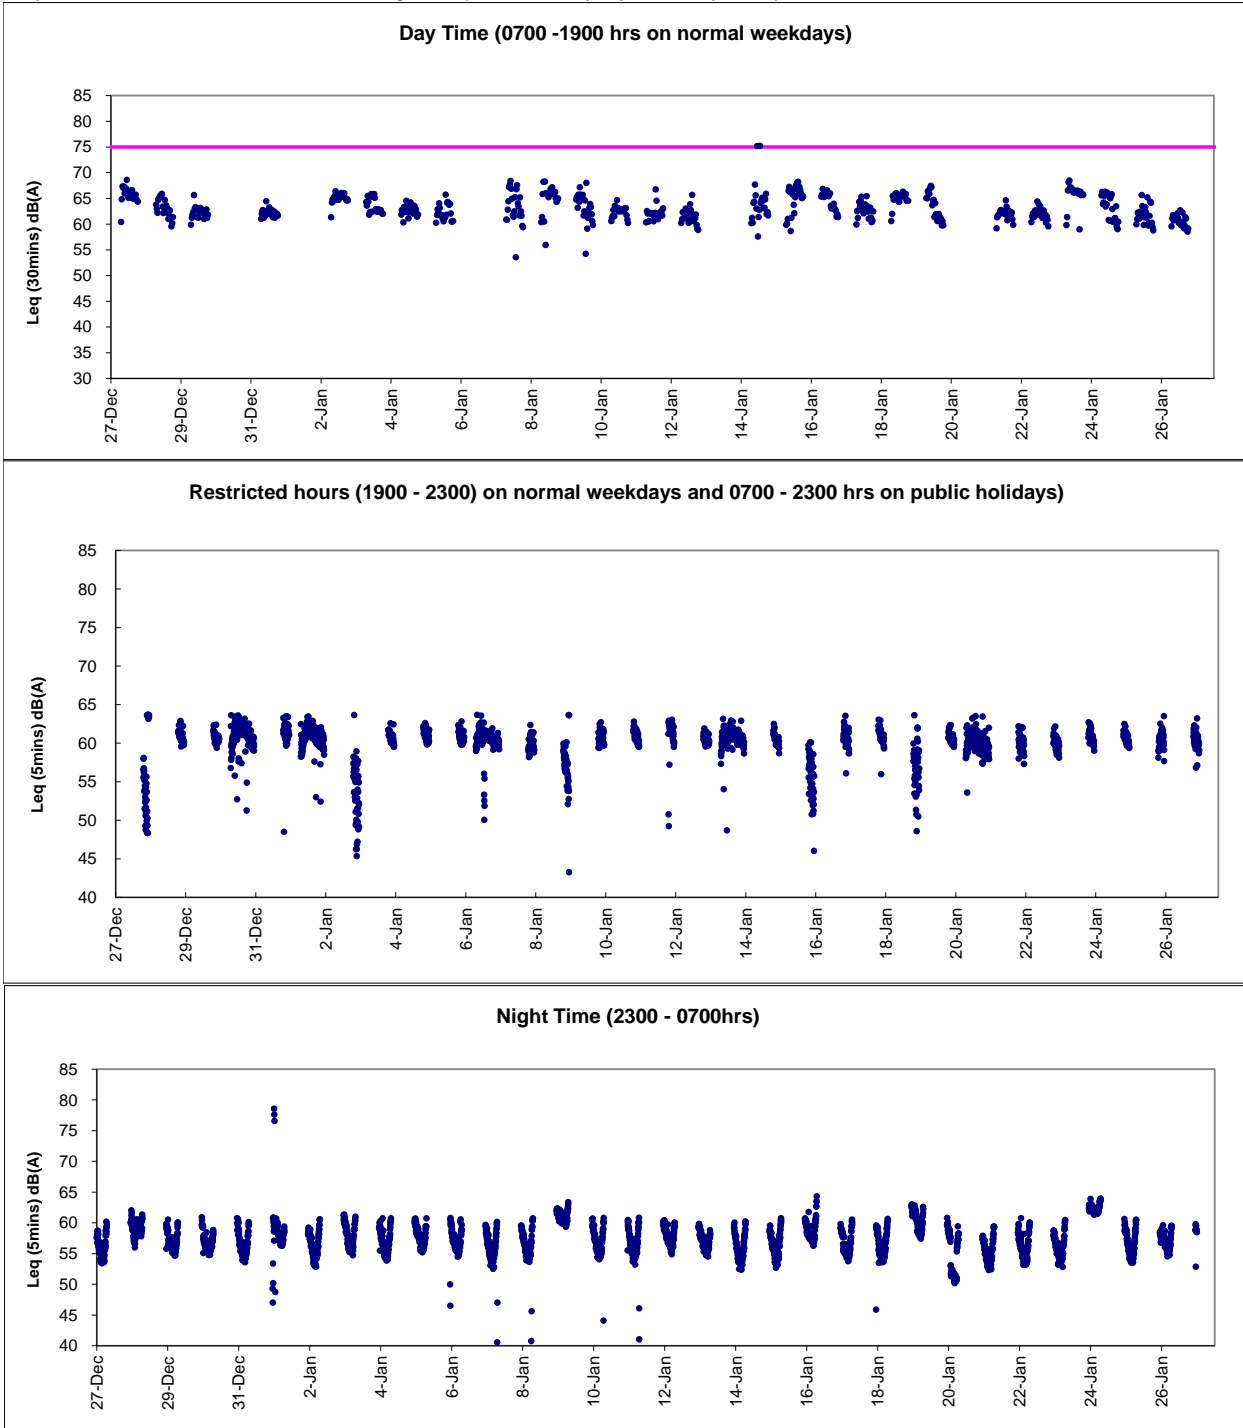 Day Time (0700 -1900 hrs on normal weekdays)
Leq (30mins) dB(A)
85
80
75
70
65
60
55
50
45
40
35
30
27-Dec
29-Dec
31-Dec
2-Jan
4-Jan
6-Jan
8-Jan
10-Jan
12-Jan
14-Jan
16-Jan
18-Jan
20-Jan
22-Jan
24-Jan
26-Jan
Restricted hours (1900 - 2300) on normal weekdays and 0700 - 2300 hrs on public holidays)
Leq (5mins) dB(A)
85
80
75
70
65
60
55
50
45
40
27-Dec
29-Dec
31-Dec
2-Jan
4-Jan
6-Jan
8-Jan
10-Jan
12-Jan
14-Jan
16-Jan
18-Jan
20-Jan
22-Jan
24-Jan
26-Jan
Night Time (2300 - 0700hrs)
Leq (5mins) dB(A)
85
80
75
70
65
60
55
50
45
40
27-Dec
29-Dec
31-Dec
2-Jan
4-Jan
6-Jan
8-Jan
10-Jan
12-Jan
14-Jan
16-Jan
18-Jan
20-Jan
22-Jan
24-Jan
26-Jan